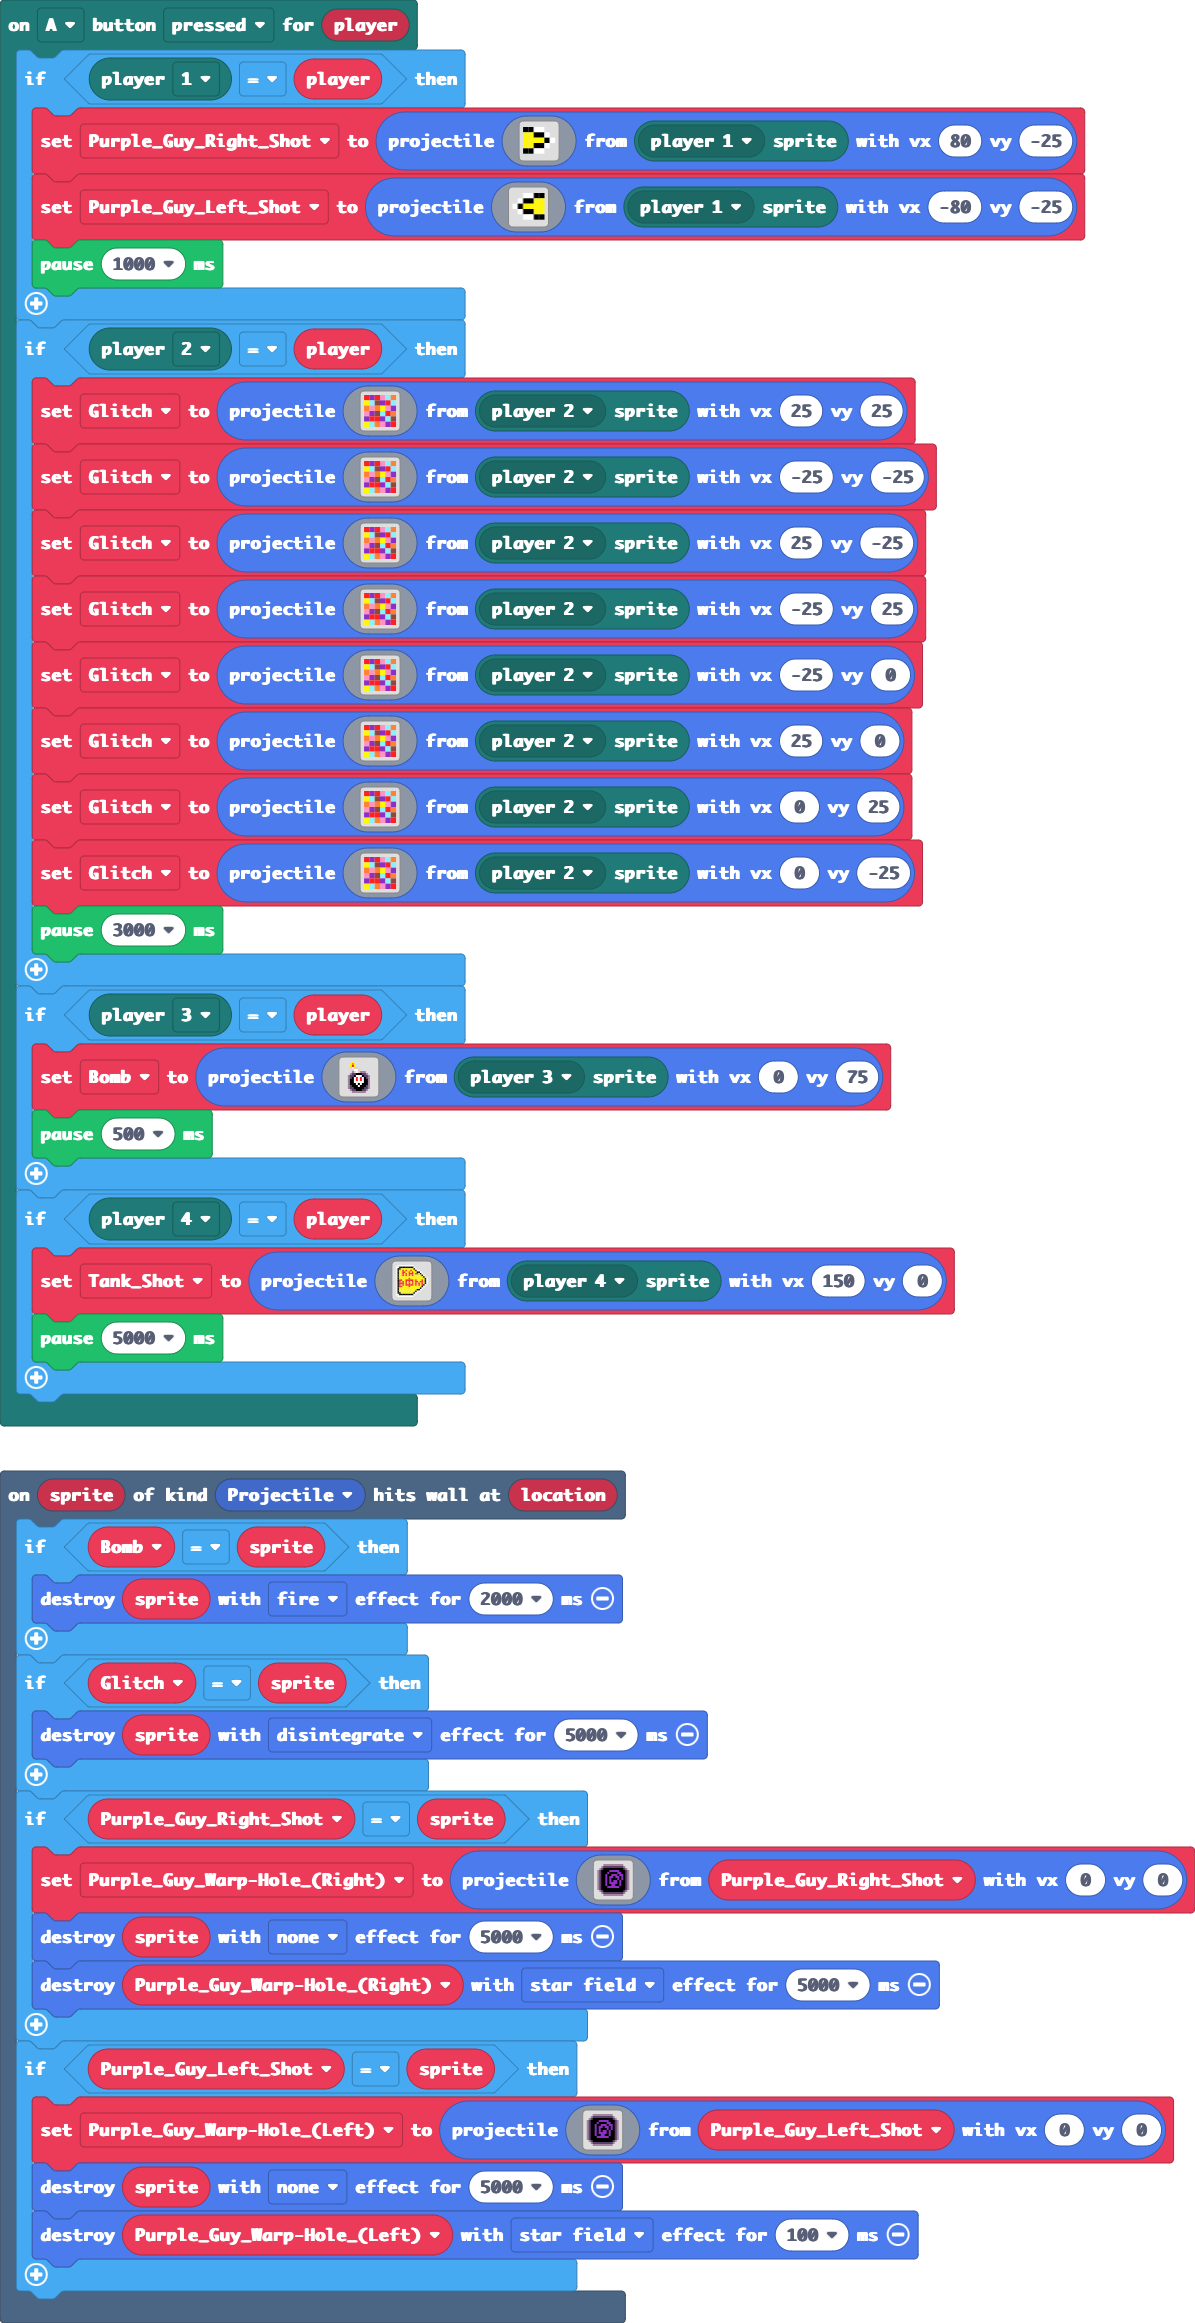 on A button pressed for player
if player 1 = player then
set Purple_Guy_Right_Shot to projectile from player 1 sprite with vx 80 vy -25
set Purple_Guy_Left_Shot to projectile from player 1 sprite with vx -80 vy -25
pause 1000 ms
if player 2 = player then
set Glitch to projectile from player 2 sprite with vx 25 vy 25
set Glitch to projectile from player 2 sprite with vx -25 vy -25
set Glitch to projectile from player 2 sprite with vx 25 vy -25
set Glitch to projectile from player 2 sprite with vx -25 vy 25
set Glitch to projectile from player 2 sprite with vx -25 vy 0
set Glitch to projectile from player 2 sprite with vx 25 vy 0
set Glitch to projectile from player 2 sprite with vx 0 vy 25
set Glitch to projectile from player 2 sprite with vx 0 vy -25
pause 3000 ms
if player 3 = player then
set Bomb to projectile from player 3 sprite with vx 0 vy 75
pause 500 ms
if player 4 = player then
set Tank_Shot to projectile from player 4 sprite with vx 150 vy 0
pause 5000 ms
on sprite of kind Projectile hits wall at location
if Bomb = sprite then
destroy sprite with fire effect for 2000 ms
if Glitch = sprite then
destroy sprite with disintegrate effect for 5000 ms
if Purple_Guy_Right_Shot = sprite then
set Purple_Guy_Warp-Hole_(Right) to projectile from Purple_Guy_Right_Shot with vx 0 vy 0
destroy sprite with none effect for 5000 ms
destroy Purple_Guy_Warp-Hole_(Right) with star field effect for 5000 ms
if Purple_Guy_Left_Shot = sprite then
set Purple_Guy_Warp-Hole_(Left) to projectile from Purple_Guy_Left_Shot with vx 0 vy 0
destroy sprite with none effect for 5000 ms
destroy Purple_Guy_Warp-Hole_(Left) with star field effect for 100 ms